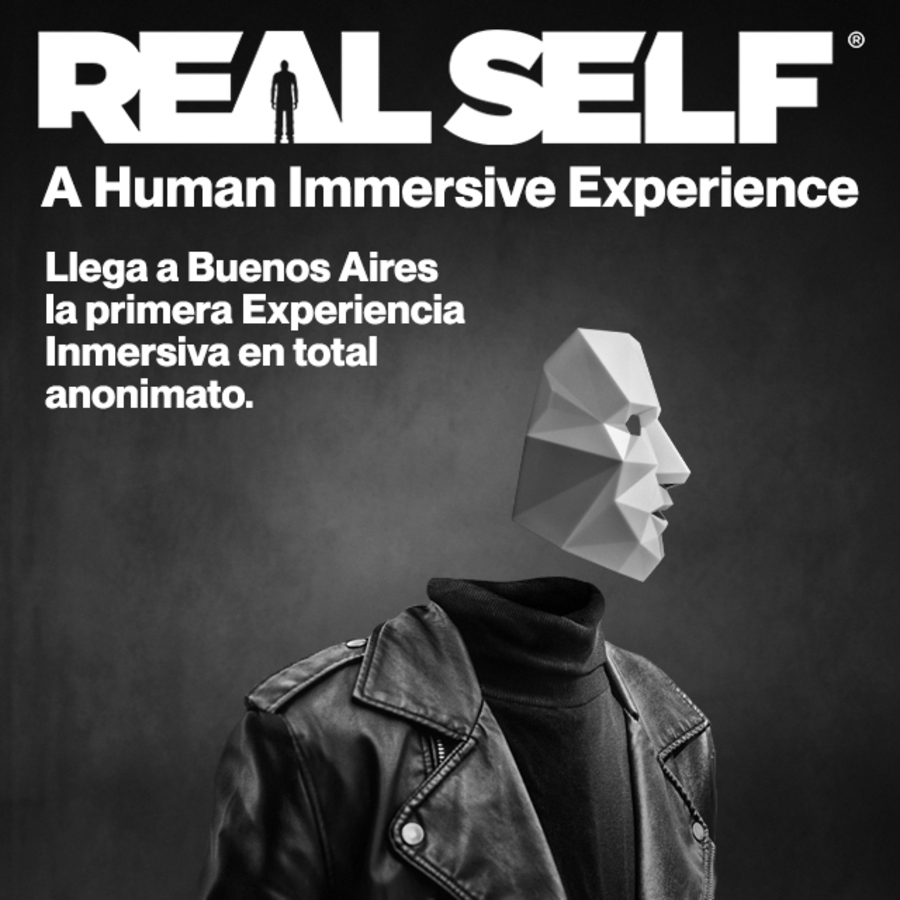 REAL SELF ®
A Human Immersive Experience
Llega a Buenos Aires
la primera Experiencia
Inmersiva en total
anonimato.